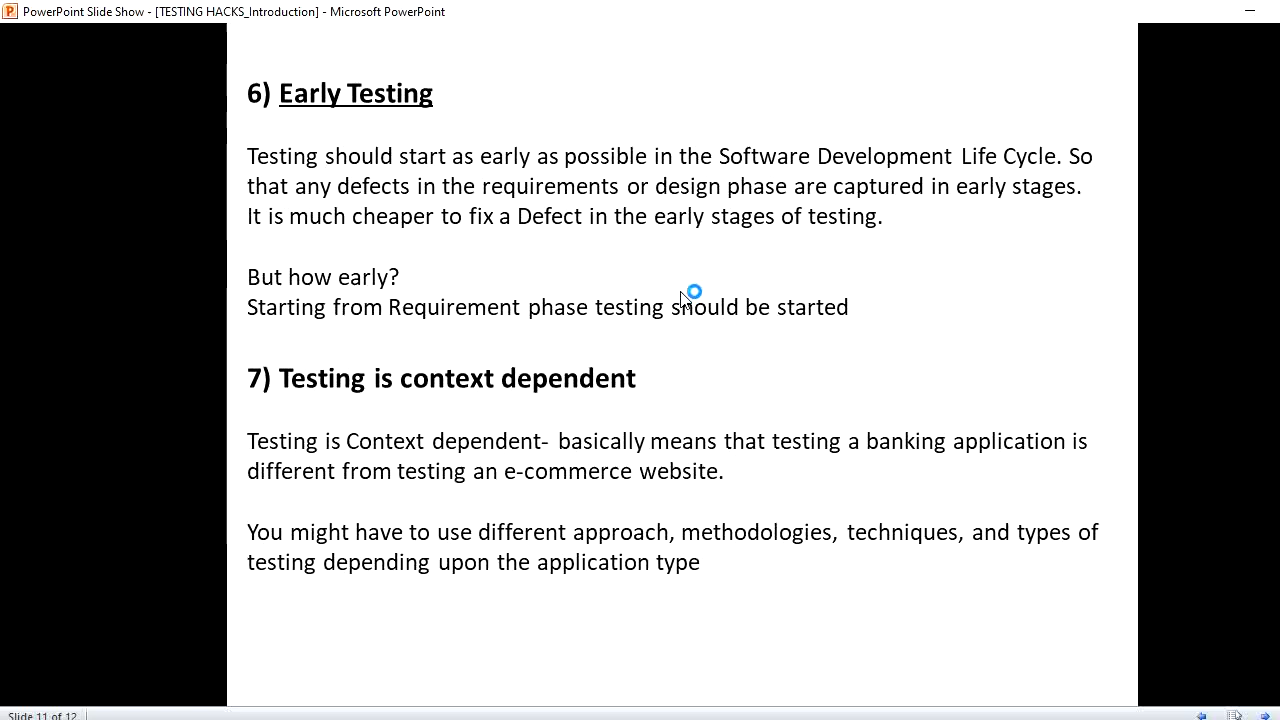 PowerPoint Slide Show - [TESTING HACKS_Introduction] - Microsoft PowerPoint
6) Early Testing
Testing should start as early as possible in the Software Development Life Cycle. So
that any defects in the requirements or design phase are captured in early stages.
It is much cheaper to fix a Defect in the early stages of testing.
But how early?
Starting from Requirement phase testing should be started
7) Testing is context dependent
Testing is Context dependent- basically means that testing a banking application is
different from testing an e-commerce website.
You might have to use different approach, methodologies, techniques, and types of
testing depending upon the application type
Slide 11 of 12